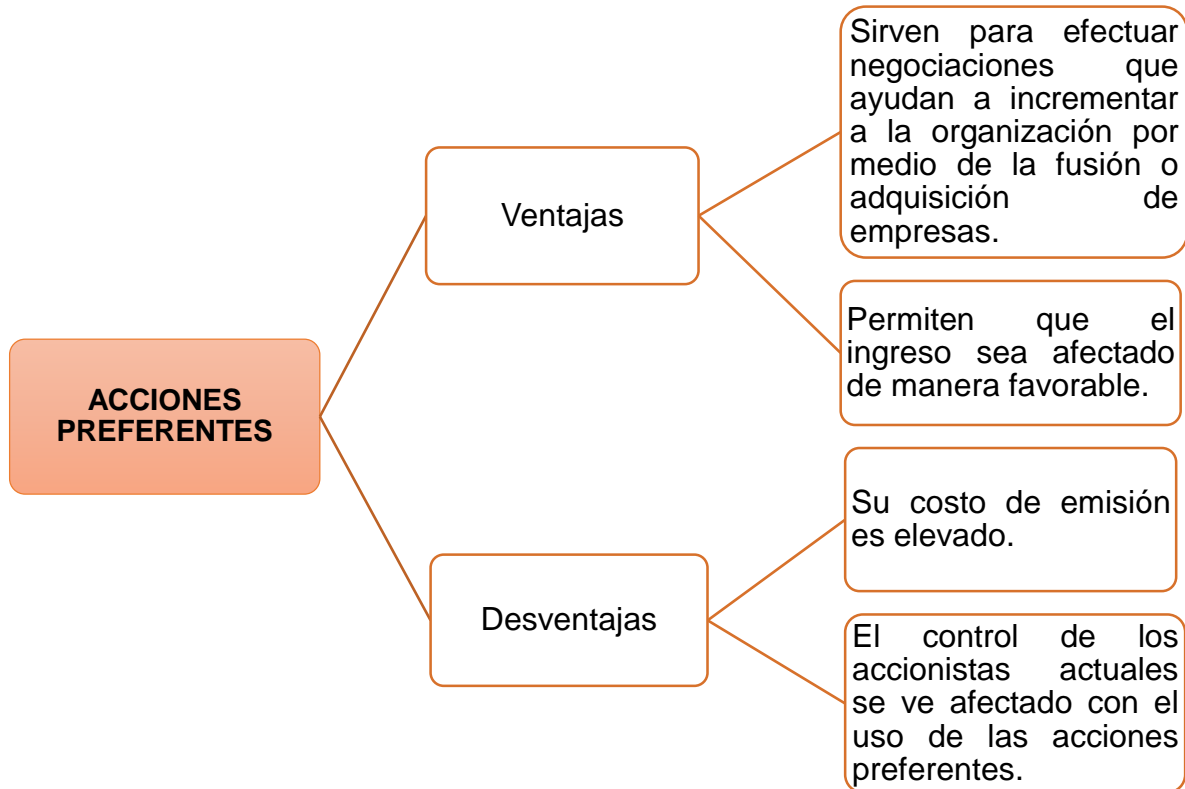 ACCIONES
PREFERENTES
Ventajas
Sirven para efectuar
negociaciones que
ayudan a incrementar
a la organización por
medio de la fusión o
adquisición de
empresas.
Permiten que el
ingreso sea afectado
de manera favorable.
Desventajas
Su costo de emisión
es elevado.
El control de los
accionistas actuales
se ve afectado con el
uso de las acciones
preferentes.